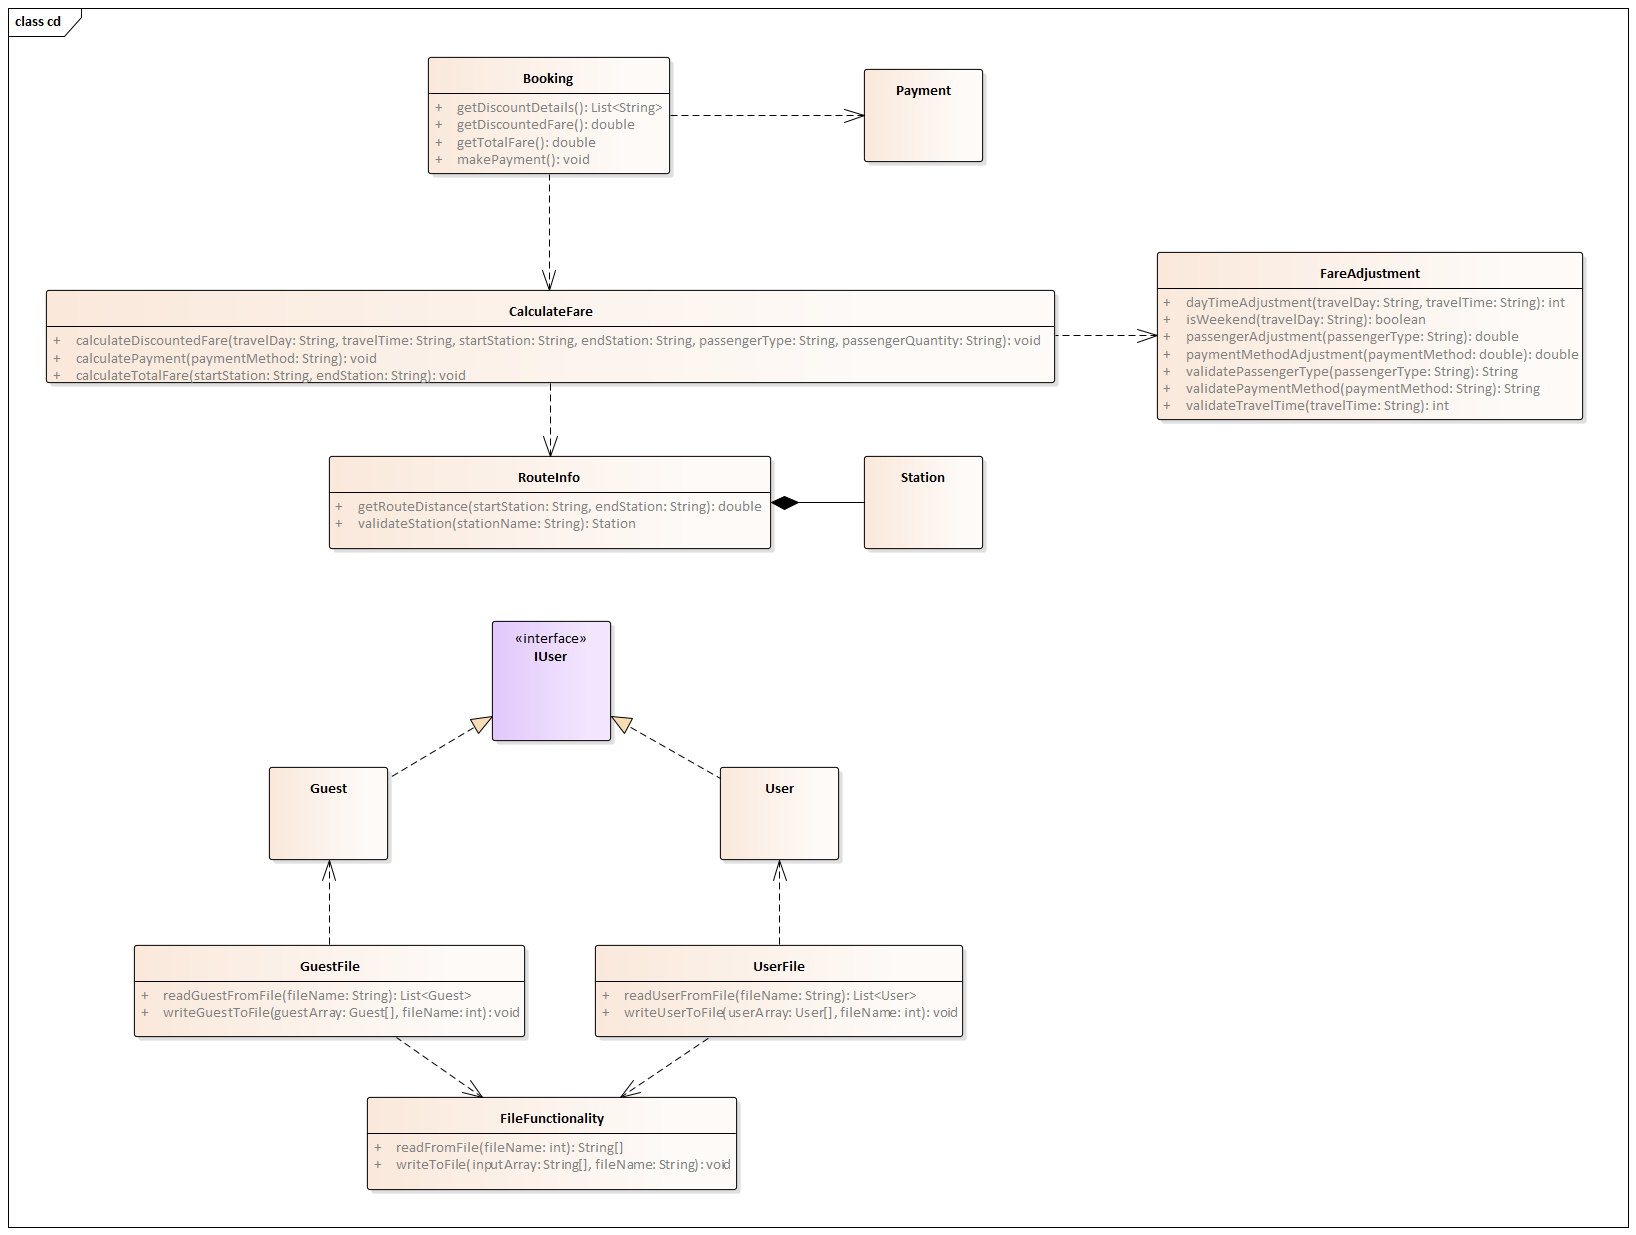 class cd
Booking
+ getDiscountDetails(): List<String>
+ getDiscountedFare(): double
+ getTotalFare(): double
+ makePayment(): void
Payment
CalculateFare
+ calculateDiscountedFare(travelDay: String, travelTime: String, startStation: String, endStation: String, passengerType: String, passengerQuantity: String): void
+ calculatePayment(paymentMethod: String): void
+ calculateTotalFare(startStation: String, endStation: String): void
FareAdjustment
+ dayTimeAdjustment(travelDay: String, travelTime: String): int
+ isWeekend(travelDay: String): boolean
+ passengerAdjustment(passengerType: String): double
+ paymentMethodAdjustment(paymentMethod: double): double
+ validatePassengerType(passengerType: String): String
+ validatePaymentMethod(paymentMethod: String): String
+ validateTravelTime(travelTime: String): int
RouteInfo
+ getRouteDistance(startStation: String, endStation: String): double
+ validateStation(stationName: String): Station
Station
«interface»
IUser
Guest
User
GuestFile
+ readGuestFromFile(fileName: String): List<Guest>
+ writeGuestToFile(guestArray: Guest[], fileName: int): void
UserFile
+ readUserFromFile(fileName: String): List<User>
+ writeUserToFile(userArray: User[], fileName: int): void
FileFunctionality
+ readFromFile(fileName: int): String[]
+ writeToFile(inputArray: String[], fileName: String): void